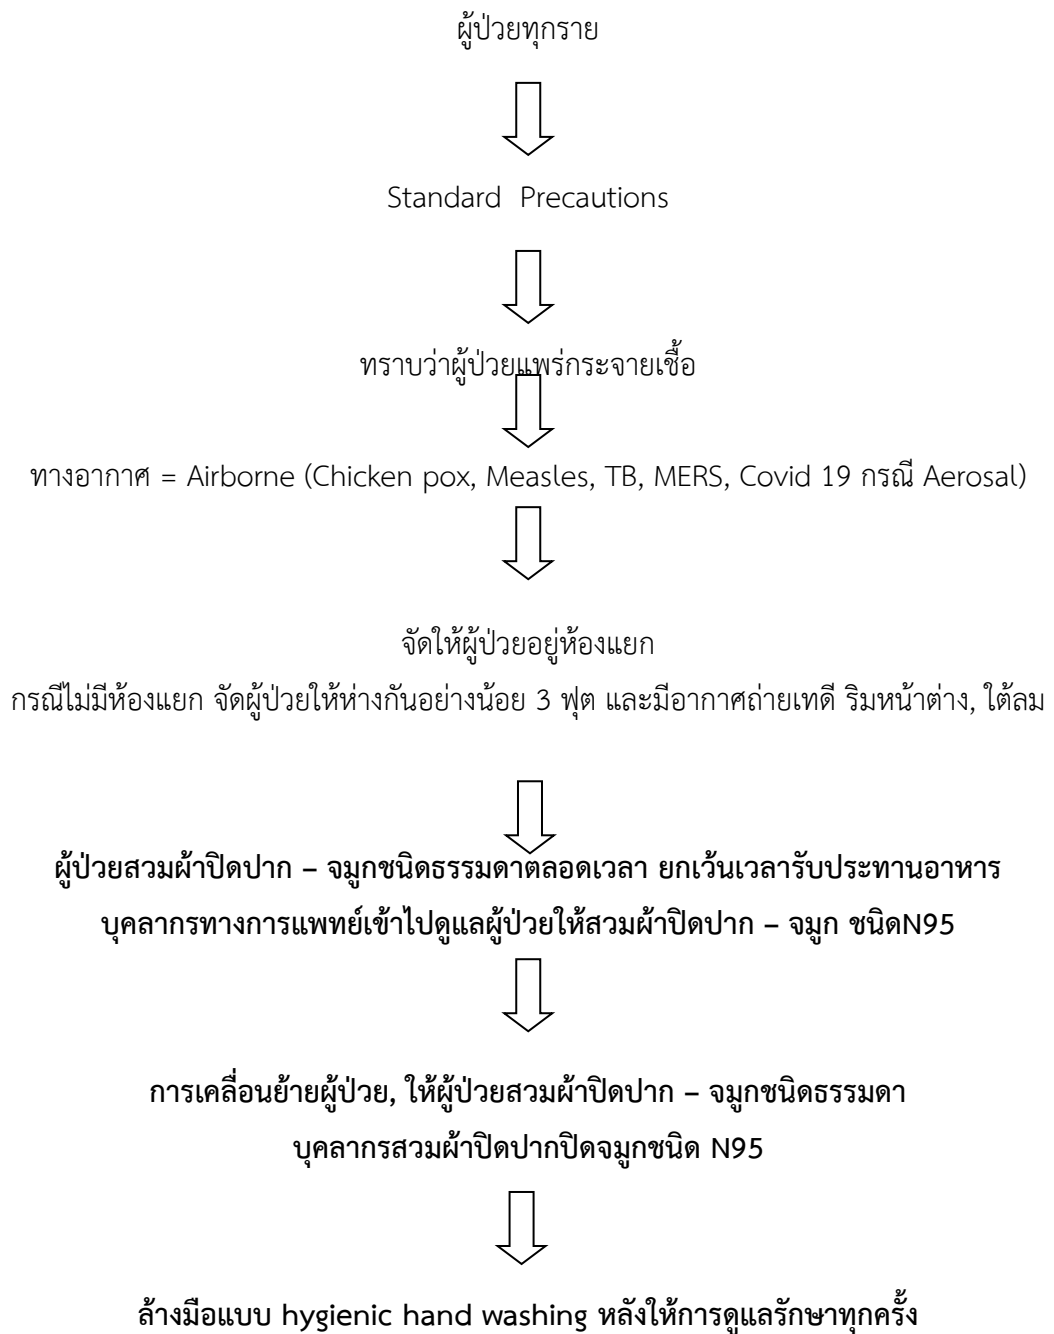 ผู้ป่วยทุกราย
Standard Precautions
ทราบว่าผู้ป่วยแพร่กระจายเชื้อ
ทางอากาศ = Airborne (Chicken pox, Measles, TB, MERS, Covid 19 กรณี Aerosal)
จัดให้ผู้ป่วยอยู่ห้องแยก
กรณีไม่มีห้องแยก จัดผู้ป่วยให้ห่างกันอย่างน้อย 3 ฟุต และมีอากาศถ่ายเทดี ริมหน้าต่าง, ใต้ลม
ผู้ป่วยสวมผ้าปิดปาก – จมูกชนิดธรรมดาตลอดเวลา ยกเว้นเวลารับประทานอาหาร
บุคลากรทางการแพทย์เข้าไปดูแลผู้ป่วยให้สวมผ้าปิดปาก – จมูก ชนิดN95
การเคลื่อนย้ายผู้ป่วย, ให้ผู้ป่วยสวมผ้าปิดปาก – จมูกชนิดธรรมดา
บุคลากรสวมผ้าปิดปากปิดจมูกชนิด N95
ล้างมือแบบ hygienic hand washing หลังให้การดูแลรักษาทุกครั้ง